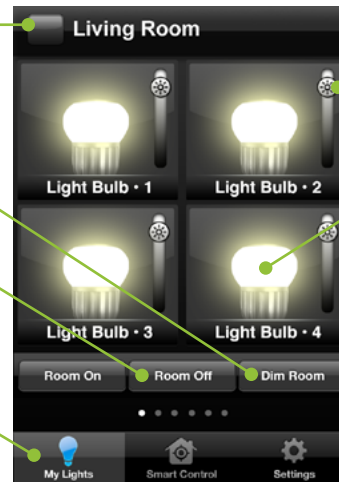 Living Room
Light Bulb • 1
Light Bulb • 2
Light Bulb • 3
Light Bulb • 4
Room On
Room Off
Dim Room
My Lights
Smart Control
Settings